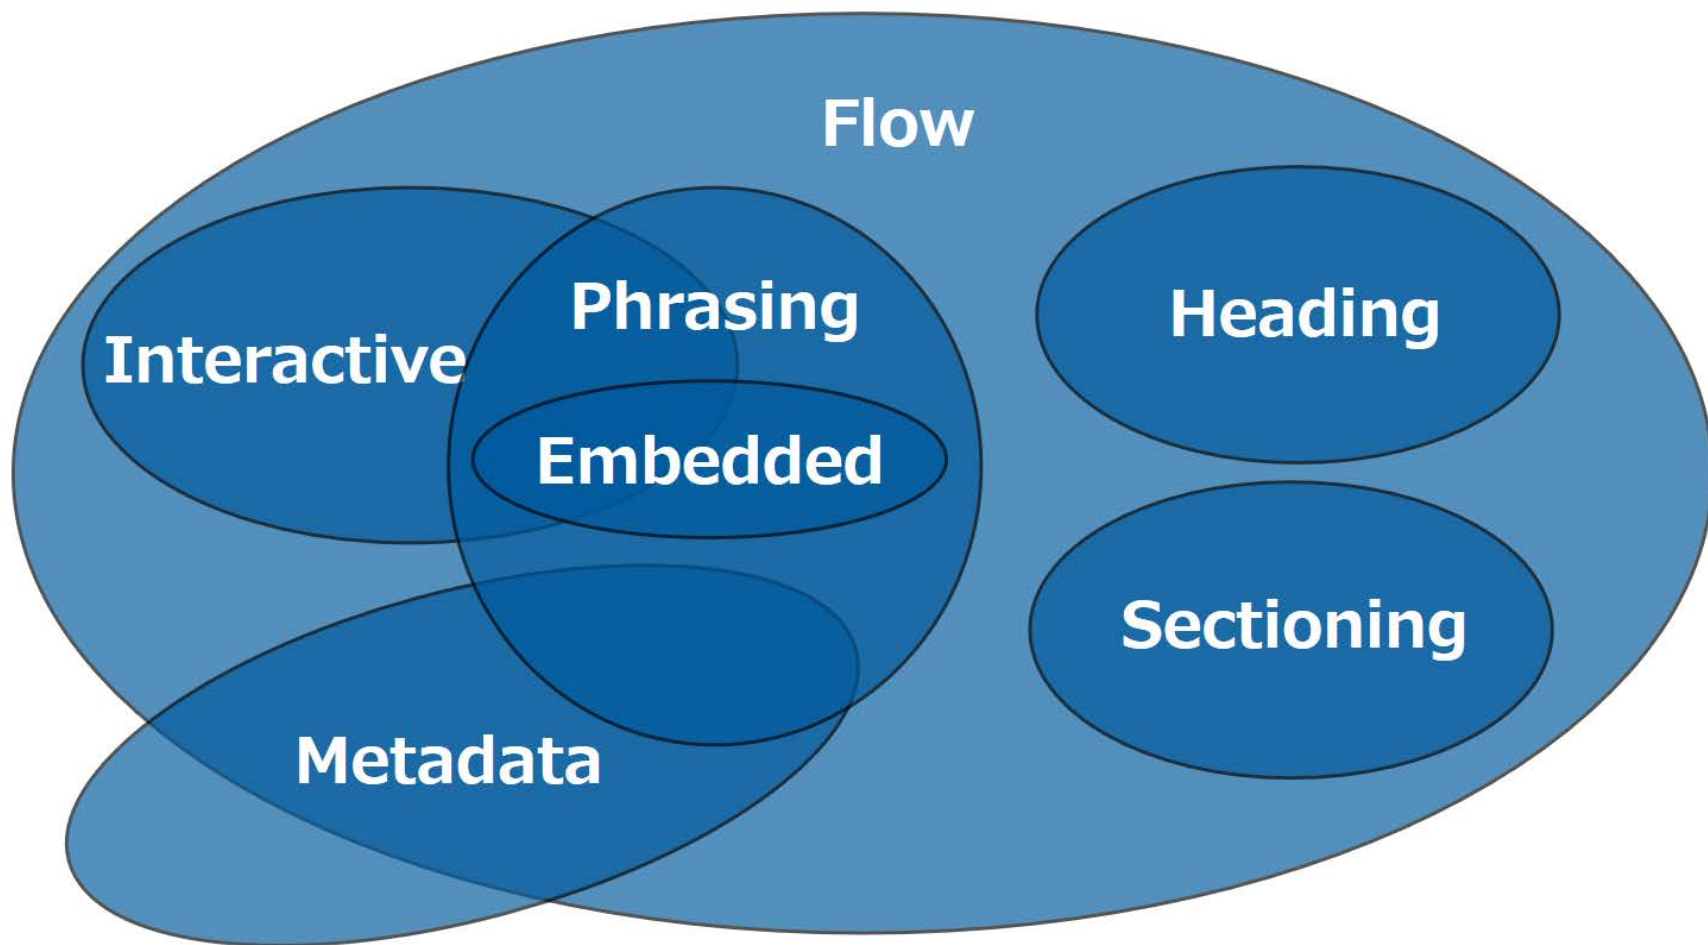 Flow
Phrasing
Heading
Interactive
Embedded
Sectioning
Metadata